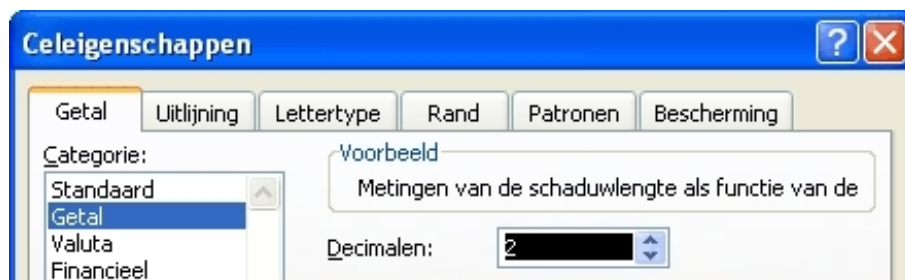 Celeigenschappen
Getal Uitlijning Lettertype Rand Patronen Bescherming
Categorie:
Standaard
Getal
Valuta
Financieel
Voorbeeld
Metingen van de schaduwlengte als functie van de
Decimalen: 2